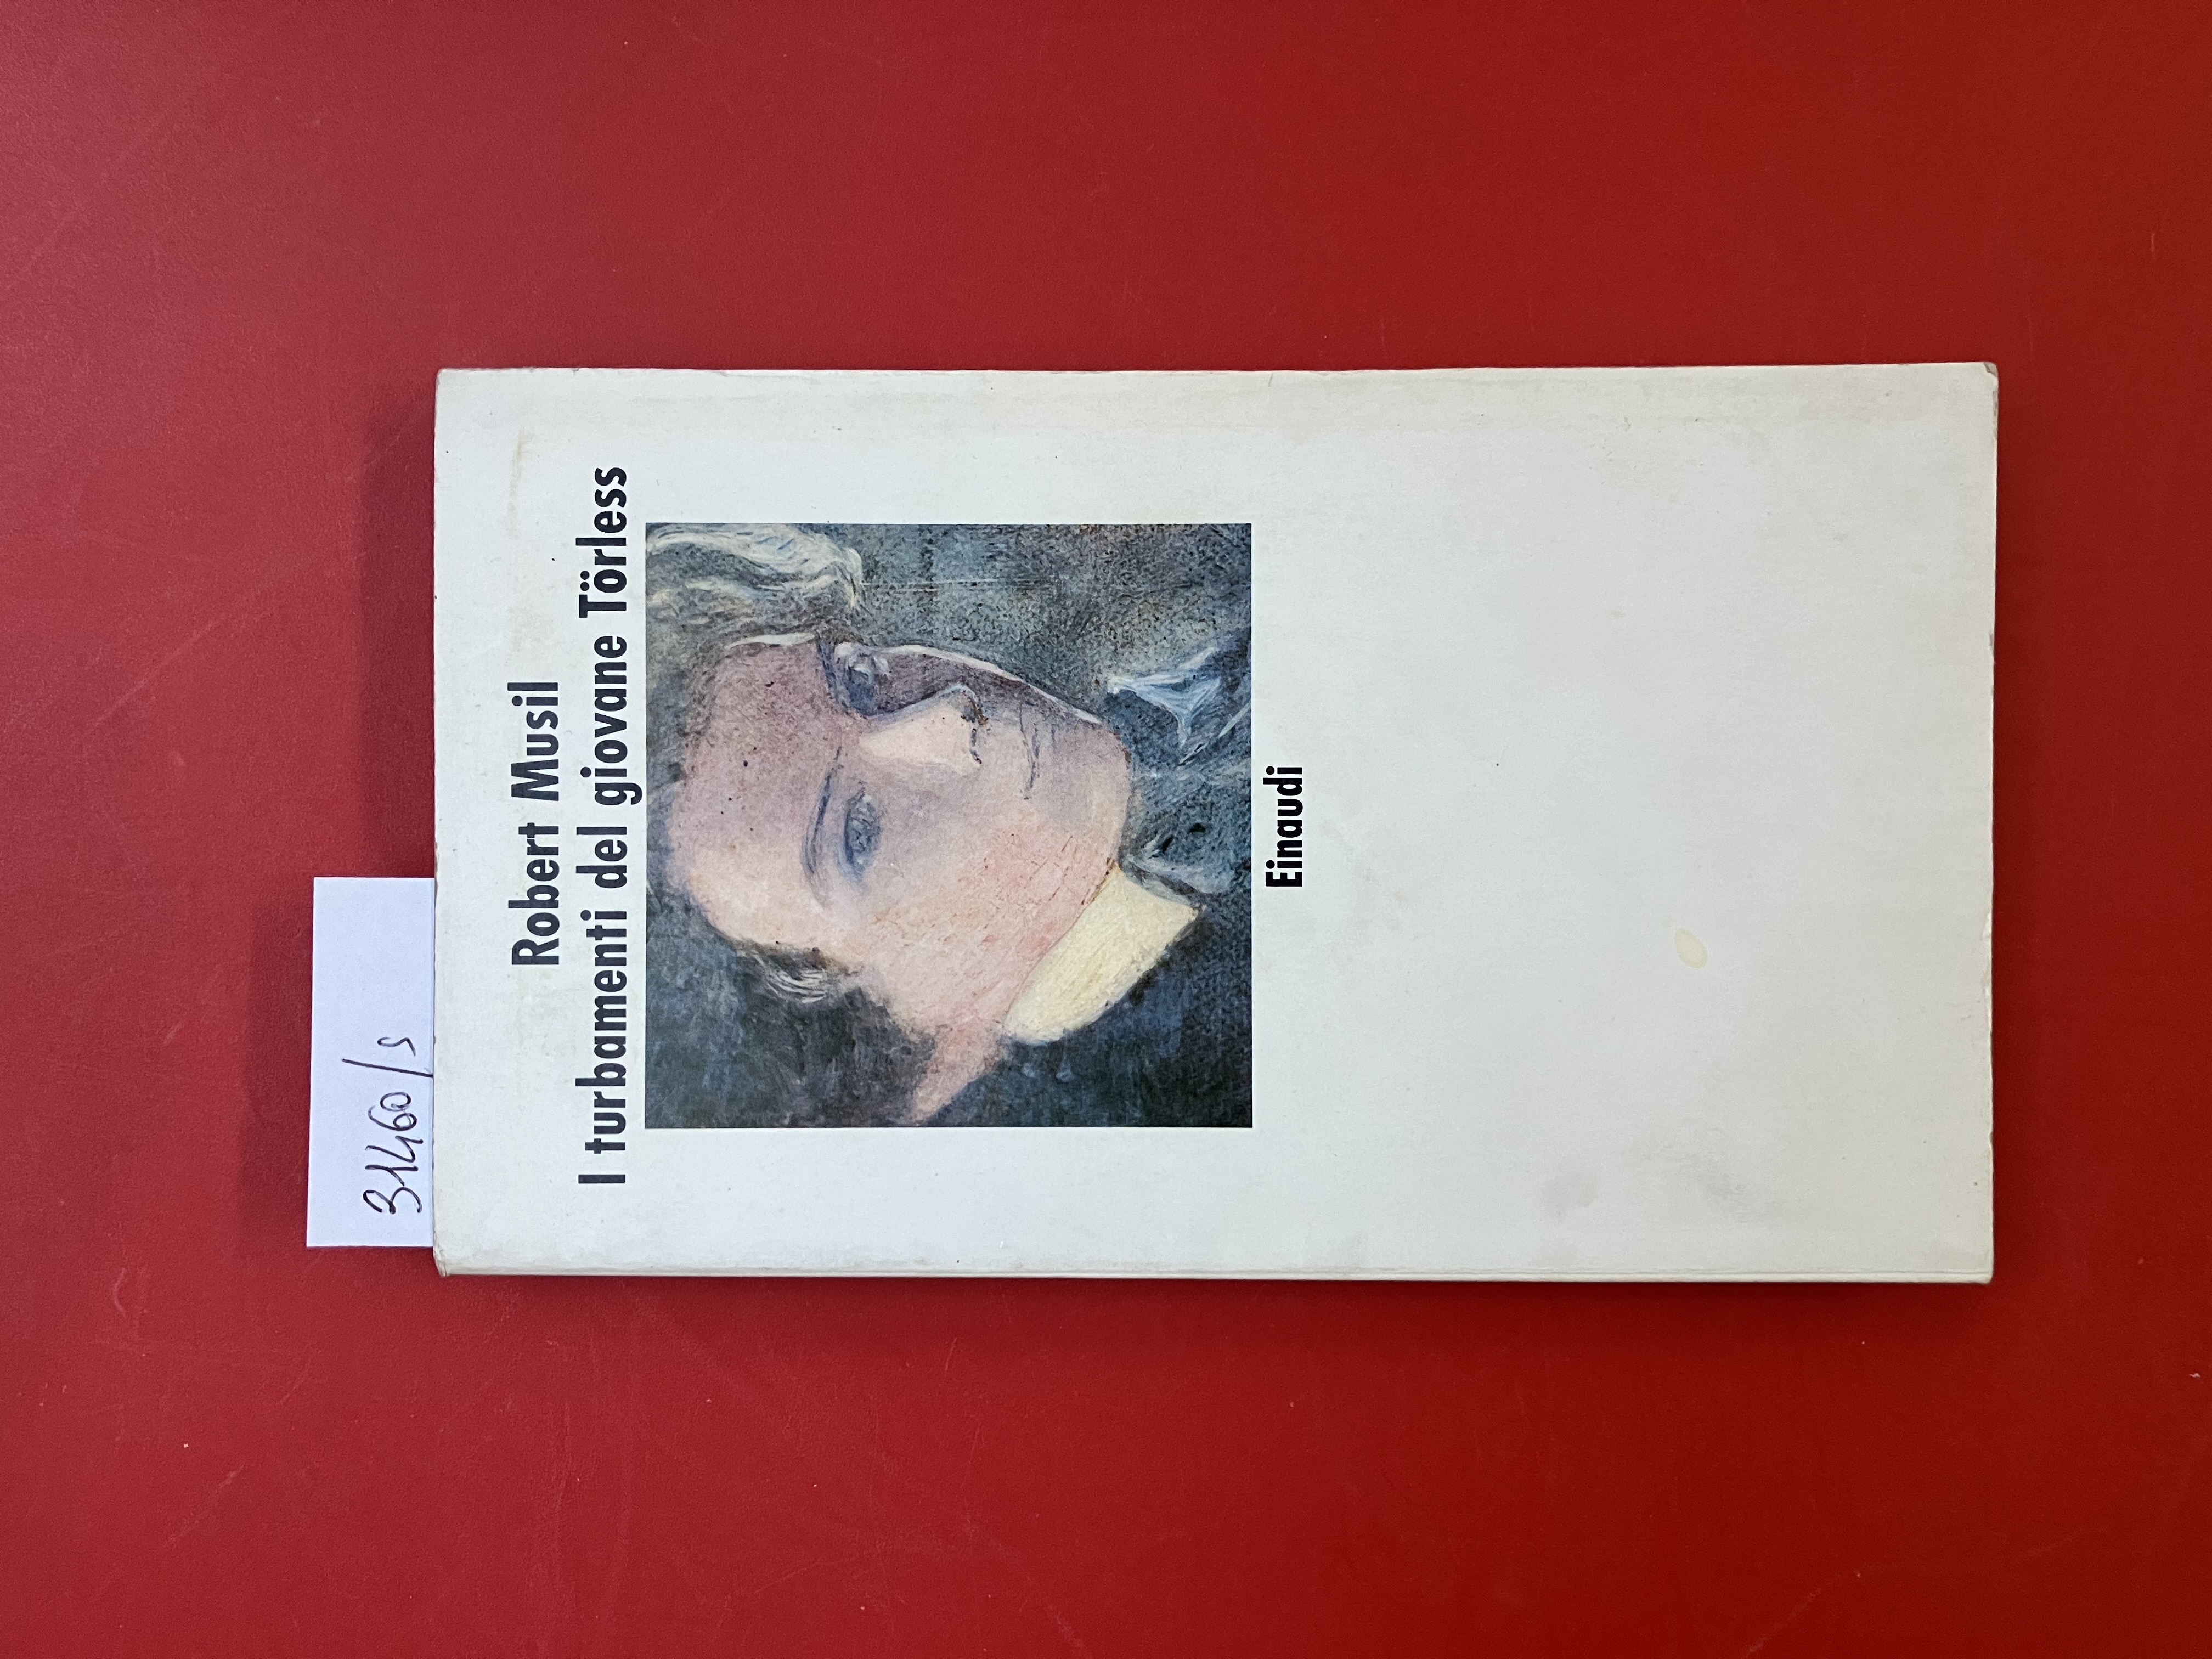 31460/s
Robert Musil
I turbamenti del giovane Törless
Einaudi